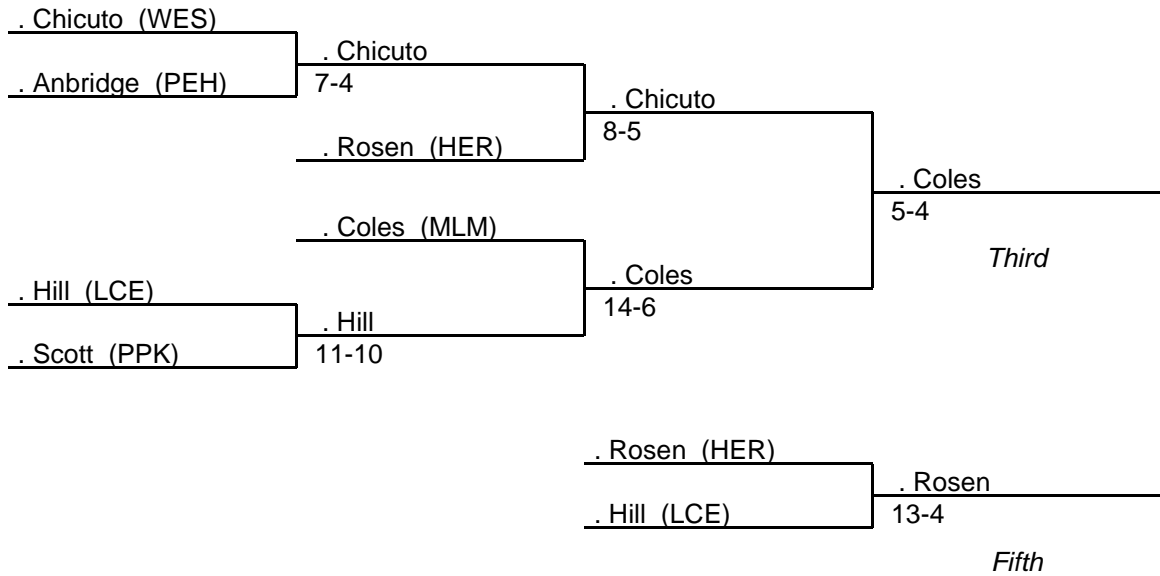 . Chicuto (WES)
. Chicuto
. Anbridge (PEH)
7-4
. Chicuto
8-5
. Rosen (HER)
. Coles
5-4
. Coles (MLM)
Third
. Coles
. Hill (LCE)
14-6
. Hill
. Scott (PPK)
11-10
. Rosen (HER)
. Rosen
. Hill (LCE)
13-4
Fifth